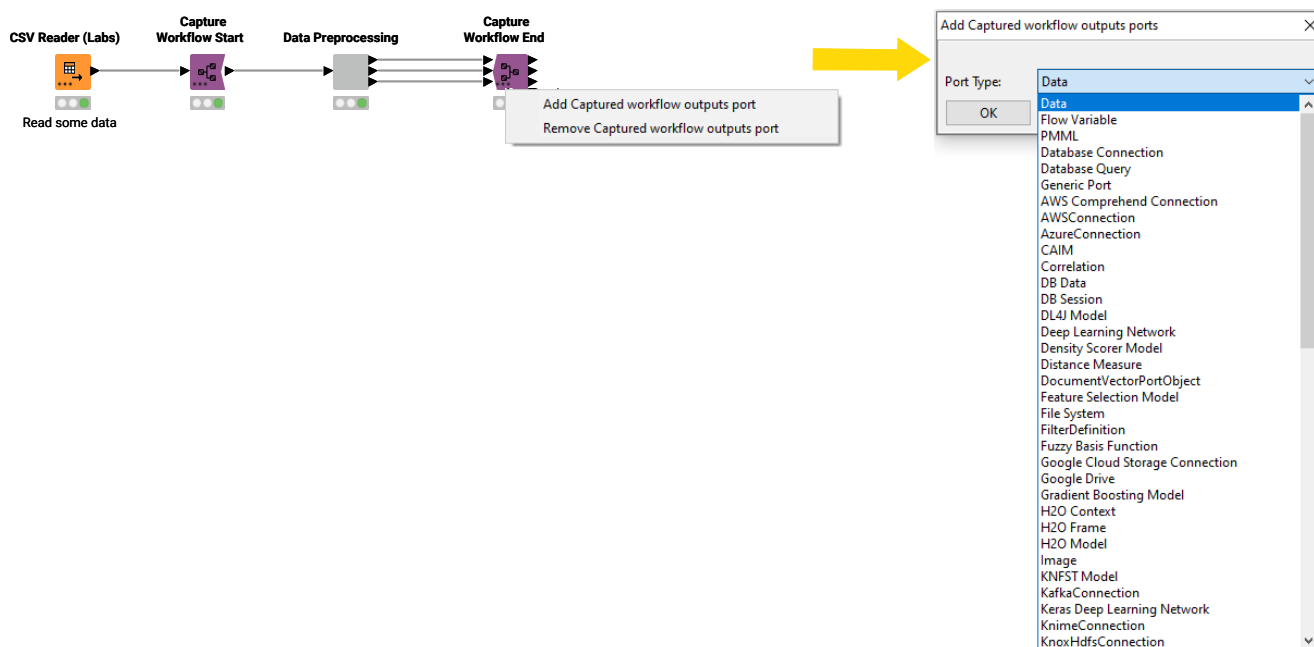 Capture
Workflow Start
Capture
Workflow End
CSV Reader (Labs)
Data Preprocessing
Read some data
Add Captured workflow outputs port
Remove Captured workflow outputs port
Add Captured workflow outputs ports
Port Type:
Data
OK
Data
Flow Variable
PMML
Database Connection
Database Query
Generic Port
AWS Comprehend Connection
AWSConnection
AzureConnection
CAIM
Correlation
DB Data
DB Session
DL4J Model
Deep Learning Network
Density Scorer Model
Distance Measure
DocumentVectorPortObject
Feature Selection Model
File System
FilterDefinition
Fuzzy Basis Function
Google Cloud Storage Connection
Google Drive
Gradient Boosting Model
H2O Context
H2O Frame
H2O Model
Image
KNFST Model
KafkaConnection
Keras Deep Learning Network
KnimeConnection
KnoxHdfsConnection